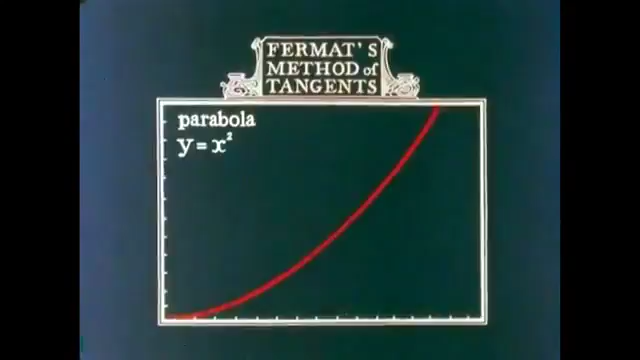 FERMAT'S
METHOD of
TANGENTS
parabola
y = x²